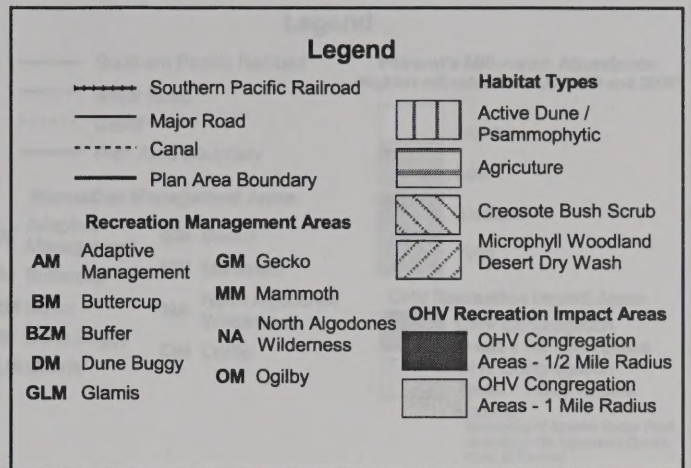 Legend
Southern Pacific Railroad
Major Road
Canal
Plan Area Boundary
Recreation Management Areas
AM Adaptive
Management
BM Buttercup
BZM Buffer
DM Dune Buggy
GLM Glamis
GM Gecko
MM Mammoth
NA North Algodones
Wilderness
OM Ogilby
Habitat Types
Active Dune /
Psammophytic
Agricuture
Creosote Bush Scrub
Microphyll Woodland
Desert Dry Wash
OHV Recreation Impact Areas
OHV Congregation
Areas - 1/2 Mile Radius
OHV Congregation
Areas - 1 Mile Radius